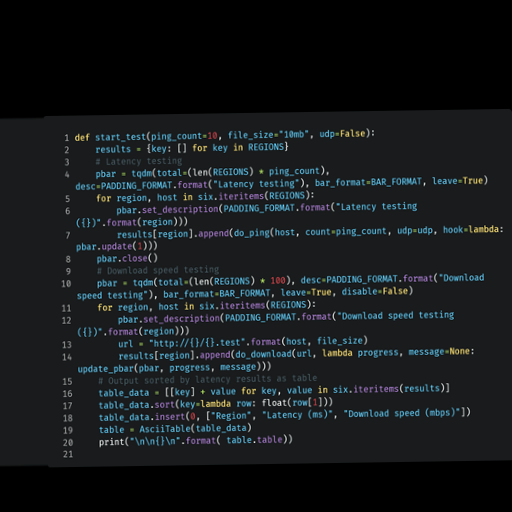 1 def start_test(ping_count=10, file_size="10mb", udp=False):
2 results = {key: [] for key in REGIONS}
3 # Latency testing
4 pbar = tqdm(total=(len(REGIONS) * ping_count),
desc=PADDING_FORMAT.format("Latency testing"), bar_format=BAR_FORMAT, leave=True)
5 for region, host in six.iteritems(REGIONS):
6 pbar.set_description(PADDING_FORMAT.format("Latency testing
({})".format(region)))
7 results[region].append(do_ping(host, count=ping_count, udp=udp, hook=lambda:
pbar.update(1)))
8 pbar.close()
9 # Download speed testing
10 pbar = tqdm(total=(len(REGIONS) * 100), desc=PADDING_FORMAT.format("Download
speed testing"), bar_format=BAR_FORMAT, leave=True, disable=False)
11 for region, host in six.iteritems(REGIONS):
12 pbar.set_description(PADDING_FORMAT.format("Download speed testing
({})".format(region)))
13 url = "http://{}/{}.test".format(host, file_size)
14 results[region].append(do_download(url, lambda progress, message=None:
update_pbar(pbar, progress, message)))
15 # Output sorted by latency results as table
16 table_data = [[key] + value for key, value in six.iteritems(results)]
17 table_data.sort(key=lambda row: float(row[1]))
18 table_data.insert(0, ["Region", "Latency (ms)", "Download speed (mbps)"])
19 table = AsciiTable(table_data)
20 print("\n\n{}\n".format( table.table))
21